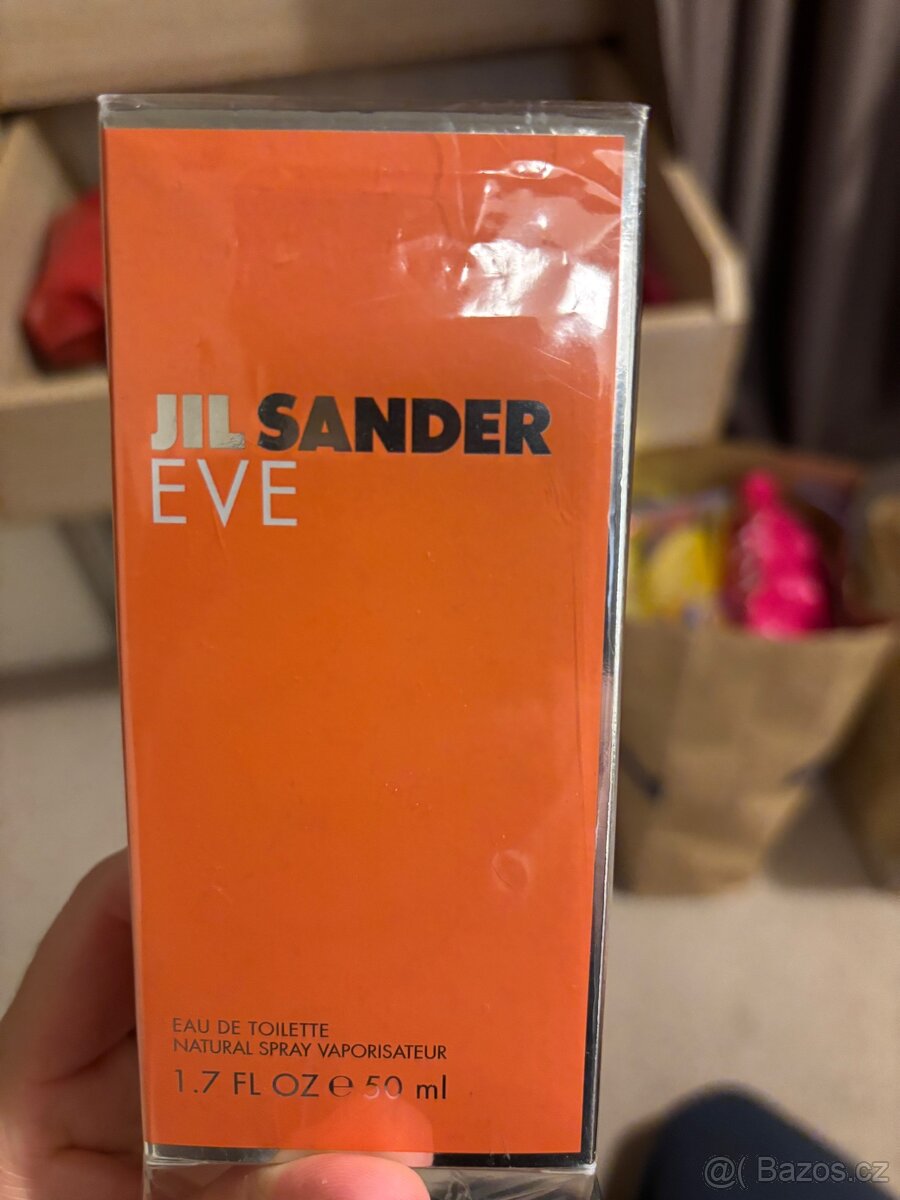 JIL SANDER
EVE
EAU DE TOILETTE
NATURAL SPRAY VAPORISATEUR
1.7 FL OZ ℮ 50 ml
@( Bazos.cz